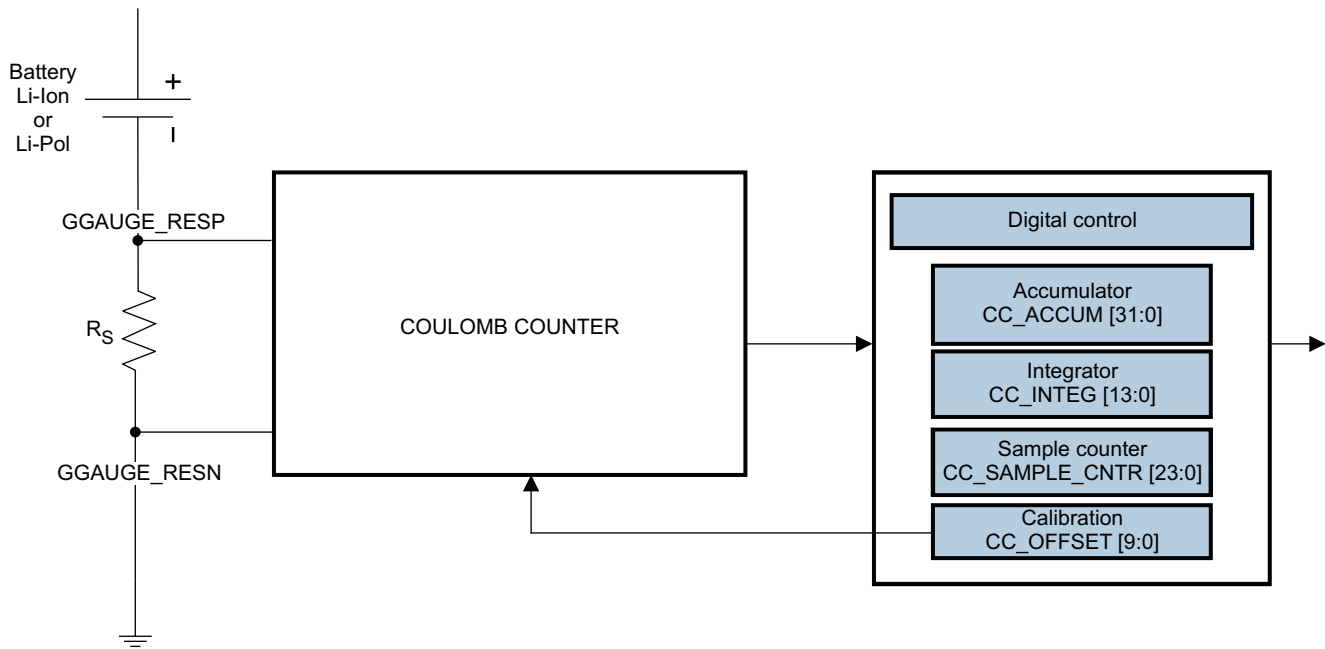 Battery
Li-Ion
or
Li-Pol
+
GGAUGE_RESP
RS
GGAUGE_RESN
COULOMB COUNTER
Digital control
Accumulator
CC_ACCUM [31:0]
Integrator
CC_INTEG [13:0]
Sample counter
CC_SAMPLE_CNTR [23:0]
Calibration
CC_OFFSET [9:0]